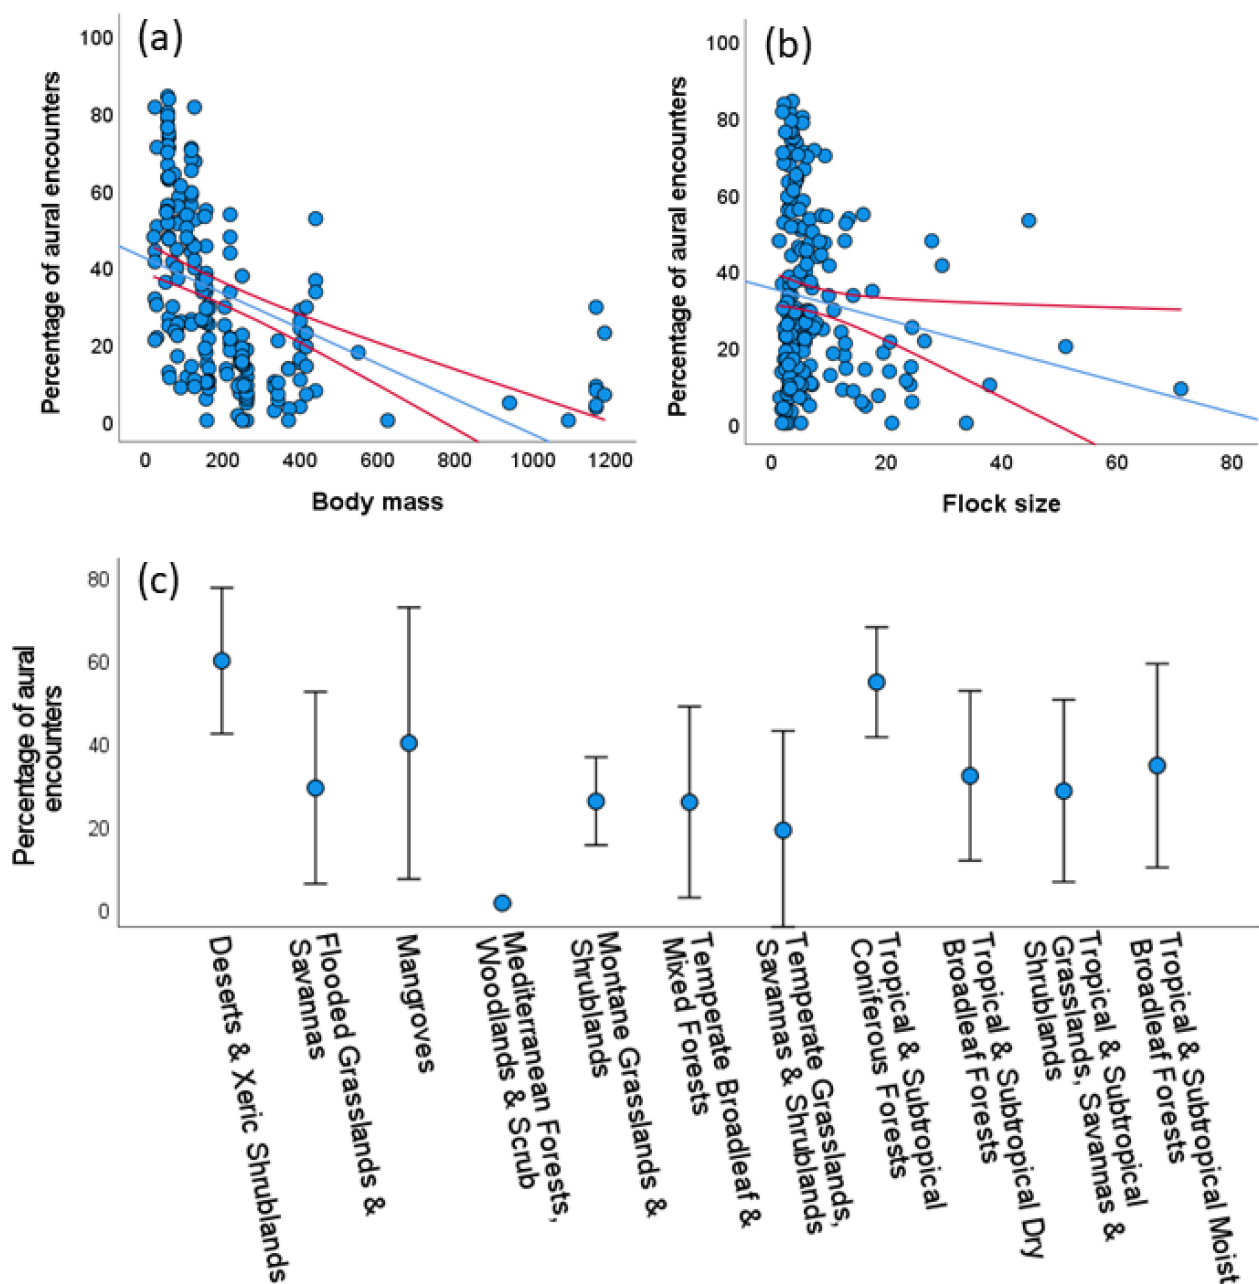 (a)
100
80
60
40
20
0
Percentage of aural encounters
0 200 400 600 800 1000 1200
Body mass
(b)
100
80
60
40
20
0
Percentage of aural encounters
0 20 40 60 80
Flock size
(c)
80
60
40
20
0
Percentage of aural
encounters
Deserts & Xeric Shrublands
Flooded Grasslands &
Savannas
Mangroves
Mediterranean Forests,
Woodlands & Scrub
Montane Grasslands &
Shrublands
Temperate Broadleaf &
Mixed Forests
Temperate Grasslands,
Savannas & Shrublands
Tropical & Subtropical
Coniferous Forests
Tropical & Subtropical Dry
Broadleaf Forests
Tropical & Subtropical
Grasslands, Savannas &
Shrublands
Tropical & Subtropical Moist
Broadleaf Forests